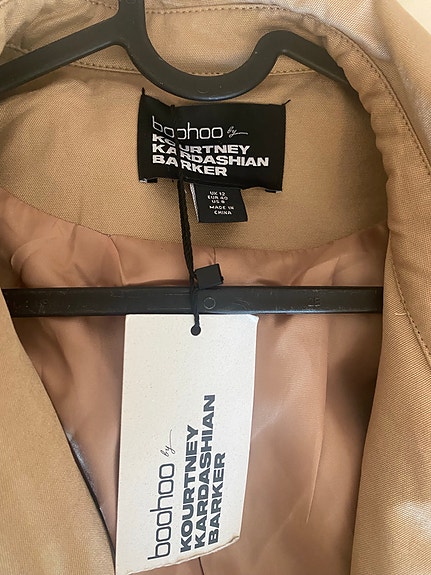 boohoo by
KOURTNEY
KARDASHIAN
BARKER
UK 12
EUR 40
US 8
MADE IN
CHINA
boohoo by
KOURTNEY
KARDASHIAN
BARKER